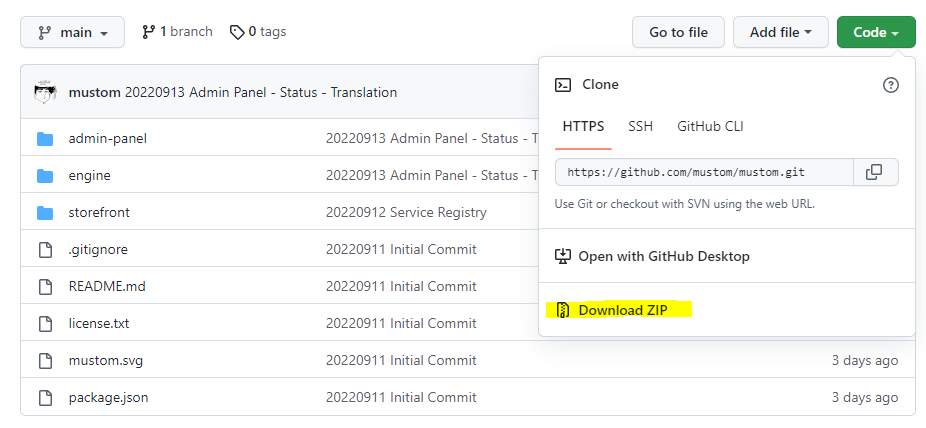 main 1 branch 0 tags Go to file Add file Code
mustom 20220913 Admin Panel - Status - Translation
Clone
HTTPS SSH GitHub CLI
https://github.com/mustom/mustom.git
Use Git or checkout with SVN using the web URL.
Open with GitHub Desktop
Download ZIP
admin-panel 20220913 Admin Panel - Status - T
engine 20220913 Admin Panel - Status - T
storefront 20220912 Service Registry
.gitignore 20220911 Initial Commit
README.md 20220911 Initial Commit
license.txt 20220911 Initial Commit
mustom.svg 20220911 Initial Commit 3 days ago
package.json 20220911 Initial Commit 3 days ago